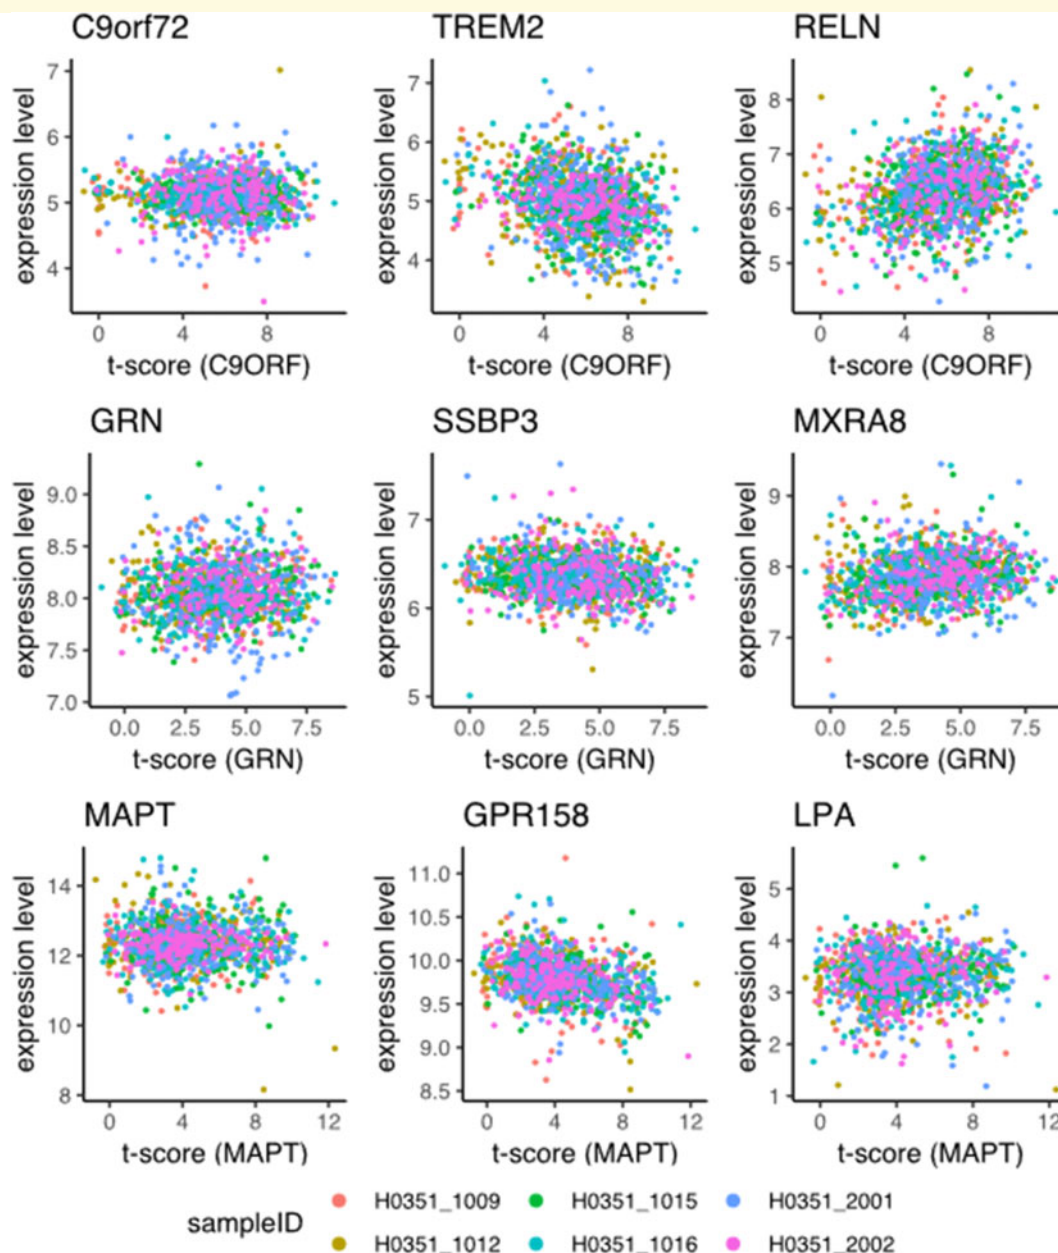 C9orf72 TREM2 RELN
expression level expression level expression level
7 7
6 6 8
5 5 7
4 4 6
5
0 4 8 0 4 8 0 4 8
t-score (C9ORF) t-score (C9ORF) t-score (C9ORF)
GRN SSBP3 MXRA8
expression level expression level expression level
9.0 7 9
8.5 8
8.0 6 7
7.5
7.0 5
0.0 2.5 5.0 7.5 0.0 2.5 5.0 7.5 0.0 2.5 5.0 7.5
t-score (GRN) t-score (GRN) t-score (GRN)
MAPT GPR158 LPA
expression level expression level expression level
14 11.0 5
12 10.5 4
10 10.0 3
8 9.5 2
9.0 1
8.5
0 4 8 12 0 4 8 12 0 4 8 12
t-score (MAPT) t-score (MAPT) t-score (MAPT)
sampleID
H0351_1009 H0351_1015 H0351_2001
H0351_1012 H0351_1016 H0351_2002